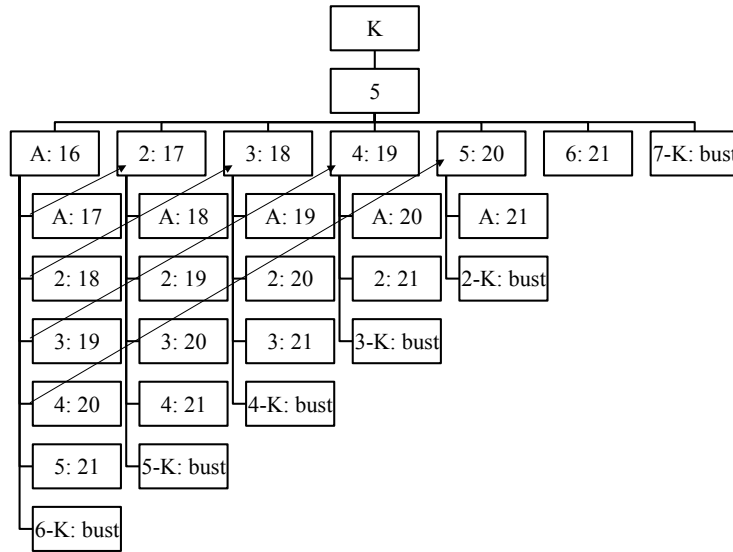 K
5
A: 16 2: 17 3: 18 4: 19 5: 20 6: 21 7-K: bust
A: 17 A: 18 A: 19 A: 20 A: 21
2: 18 2: 19 2: 20 2: 21 2-K: bust
3: 19 3: 20 3: 21 3-K: bust
4: 20 4: 21 4-K: bust
5: 21 5-K: bust
6-K: bust